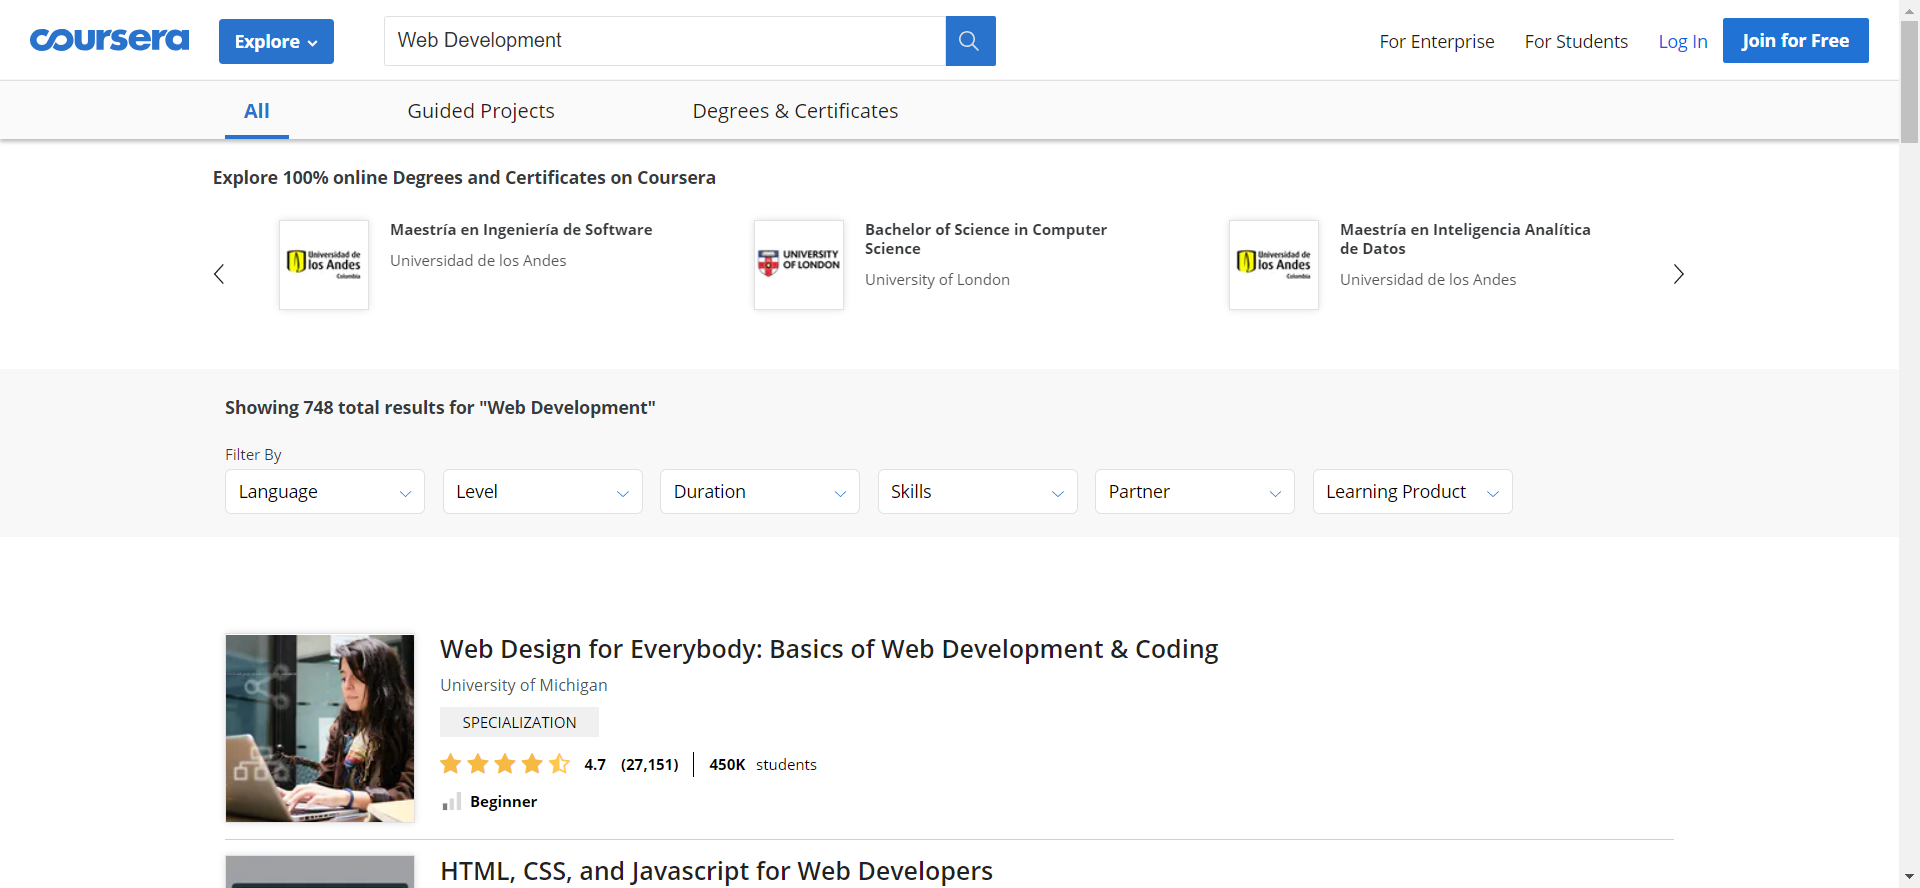 coursera
Explore
Web Development
For Enterprise
For Students
Log In
Join for Free
All
Guided Projects
Degrees & Certificates
Explore 100% online Degrees and Certificates on Coursera
Universidad de
los Andes
Colombia
Maestría en Ingeniería de Software
Universidad de los Andes
UNIVERSITY
OF LONDON
Bachelor of Science in Computer
Science
University of London
Universidad de
los Andes
Colombia
Maestría en Inteligencia Analítica
de Datos
Universidad de los Andes
Showing 748 total results for "Web Development"
Filter By
Language
Level
Duration
Skills
Partner
Learning Product
Web Design for Everybody: Basics of Web Development & Coding
University of Michigan
SPECIALIZATION
4.7 (27,151) 450K students
Beginner
HTML, CSS, and Javascript for Web Developers